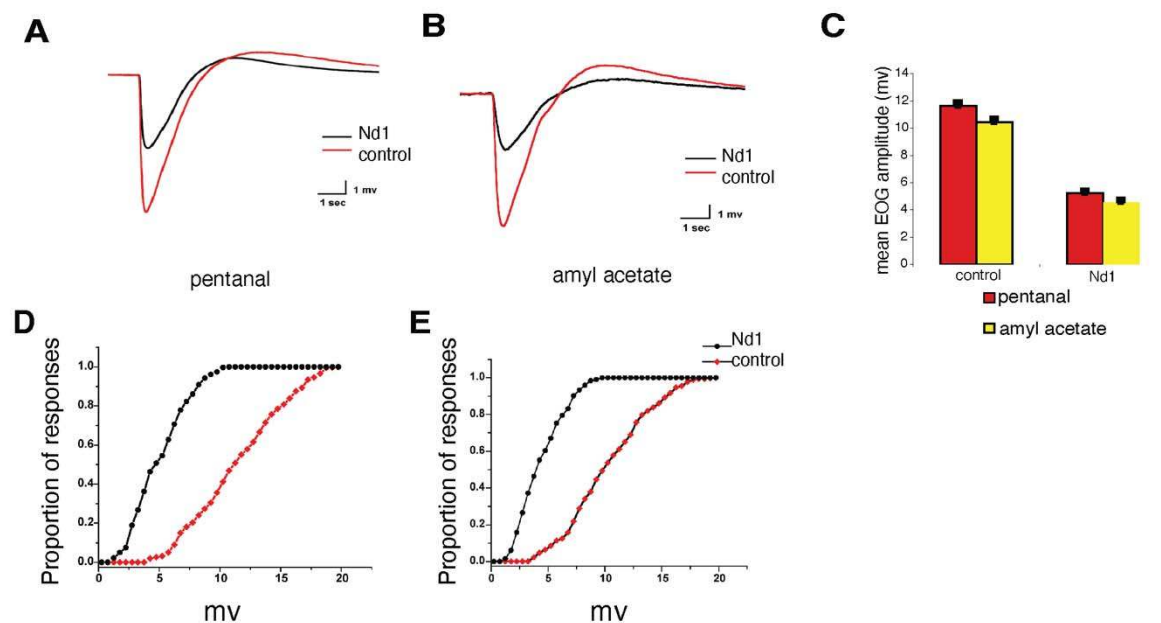 A
Nd1
control
1 mv
1 sec
pentanal
B
Nd1
control
1 mv
1 sec
amyl acetate
C
mean EOG amplitude (mv)
14
12
10
8
6
4
2
0
control
Nd1
pentanal
amyl acetate
D
Proportion of responses
1.0
0.8
0.6
0.4
0.2
0.0
0
5
10
15
20
mv
E
Nd1
control
Proportion of responses
1.0
0.8
0.6
0.4
0.2
0.0
0
5
10
15
20
mv